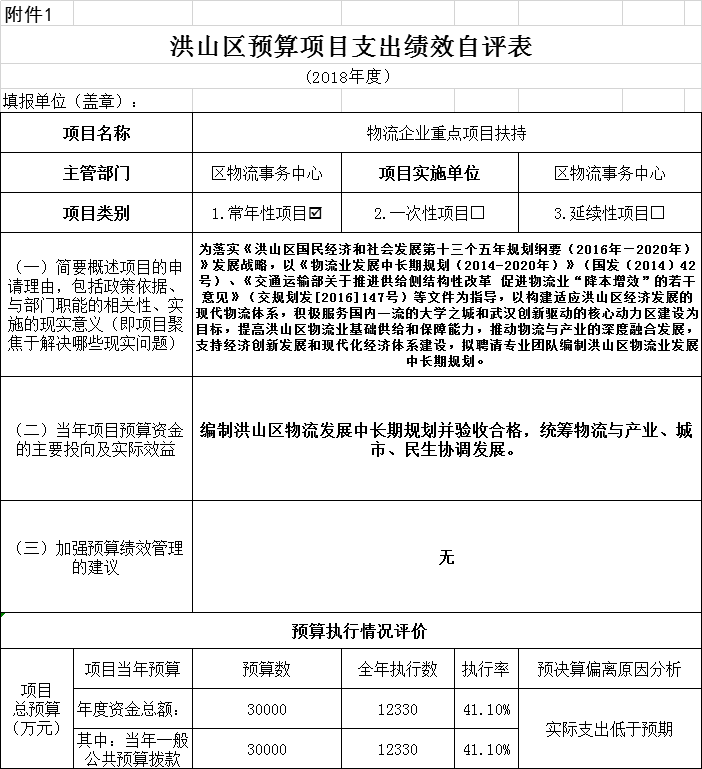 附件1
洪山区预算项目支出绩效自评表
(2018年度)
填报单位（盖章）：
项目名称
物流企业重点项目扶持
主管部门
区物流事务中心
项目实施单位
区物流事务中心
项目类别
1.常年性项目☑
2.一次性项目□
3.延续性项目□
（一）简要概述项目的申
请理由，包括政策依据、
与部门职能的相关性、实
施的现实意义（即项目聚
焦于解决哪些现实问题）
为落实《洪山区国民经济和社会发展第十三个五年规划纲要（2016年－2020年）
》发展战略，以《物流业发展中长期规划（2014-2020年）》（国发（2014）42
号）、《交通运输部关于推进供给侧结构性改革 促进物流业“降本增效”的若干
意见》（交规划发[2016]147号）等文件为指导，以构建适应洪山区经济发展的
现代物流体系，积极服务国内一流的大学之城和武汉创新驱动的核心动力区建设为
目标，提高洪山区物流业基础供给和保障能力，推动物流与产业的深度融合发展，
支持经济创新发展和现代化经济体系建设，拟聘请专业团队编制洪山区物流业发展
中长期规划。
（二）当年项目预算资金
的主要投向及实际效益
编制洪山区物流发展中长期规划并验收合格，统筹物流与产业、城
市、民生协调发展。
（三）加强预算绩效管理
的建议
无
预算执行情况评价
项目
总预算
（万元）
项目当年预算
预算数
全年执行数
执行率
预决算偏离原因分析
年度资金总额：
30000
12330
41.10%
实际支出低于预期
其中：当年一般
公共预算拨款
30000
12330
41.10%